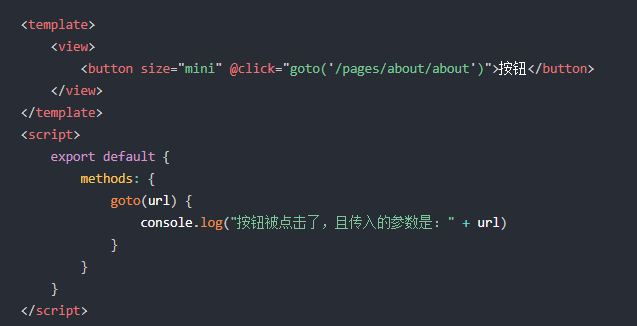 <template>
    <view>
        <button size="mini" @click="goto('/pages/about/about')">按钮</button>
    </view>
</template>
<script>
    export default {
        methods: {
            goto(url) {
                console.log("按钮被点击了，且传入的参数是：" + url)
            }
        }
    }
</script>